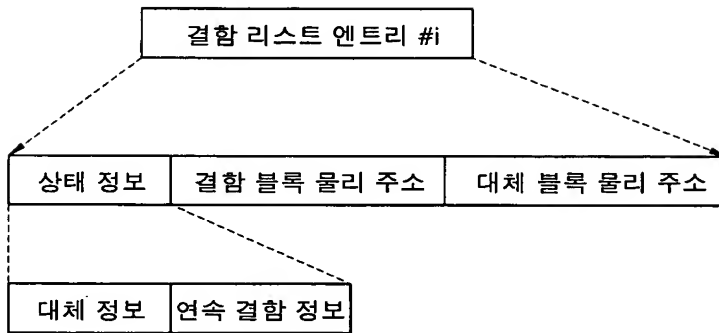 결함 리스트 엔트리 #i
상태 정보 결함 블록 물리 주소 대체 블록 물리 주소
대체 정보 연속 결함 정보